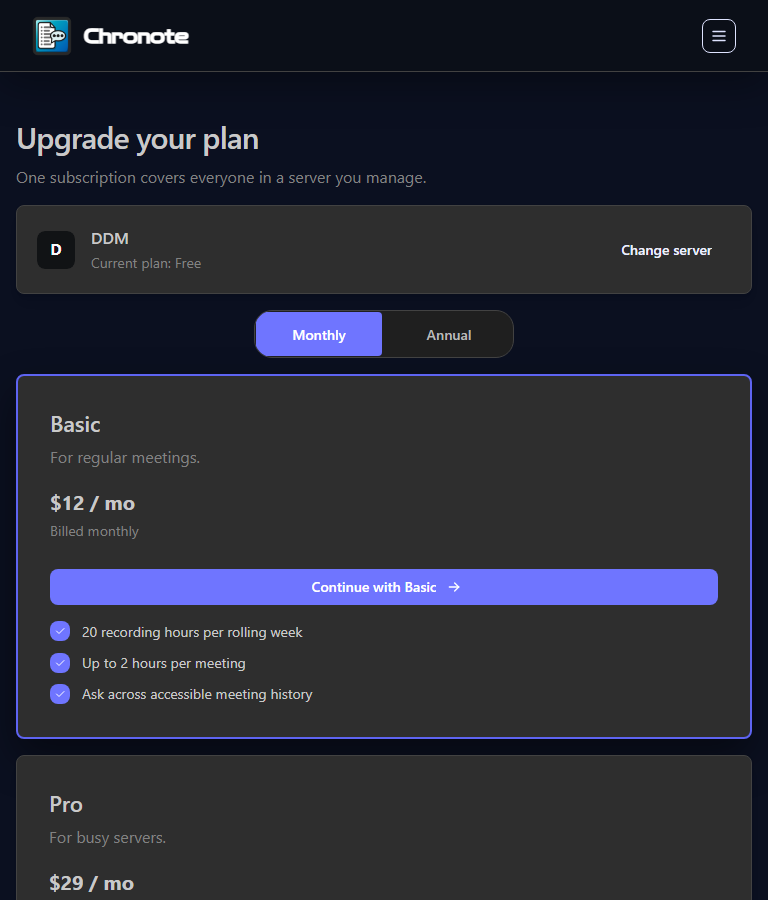 Chronote
Upgrade your plan
One subscription covers everyone in a server you manage.
D
DDM
Current plan: Free
Change server
Monthly
Annual
Basic
For regular meetings.
$12 / mo
Billed monthly
Continue with Basic →
20 recording hours per rolling week
Up to 2 hours per meeting
Ask across accessible meeting history
Pro
For busy servers.
$29 / mo